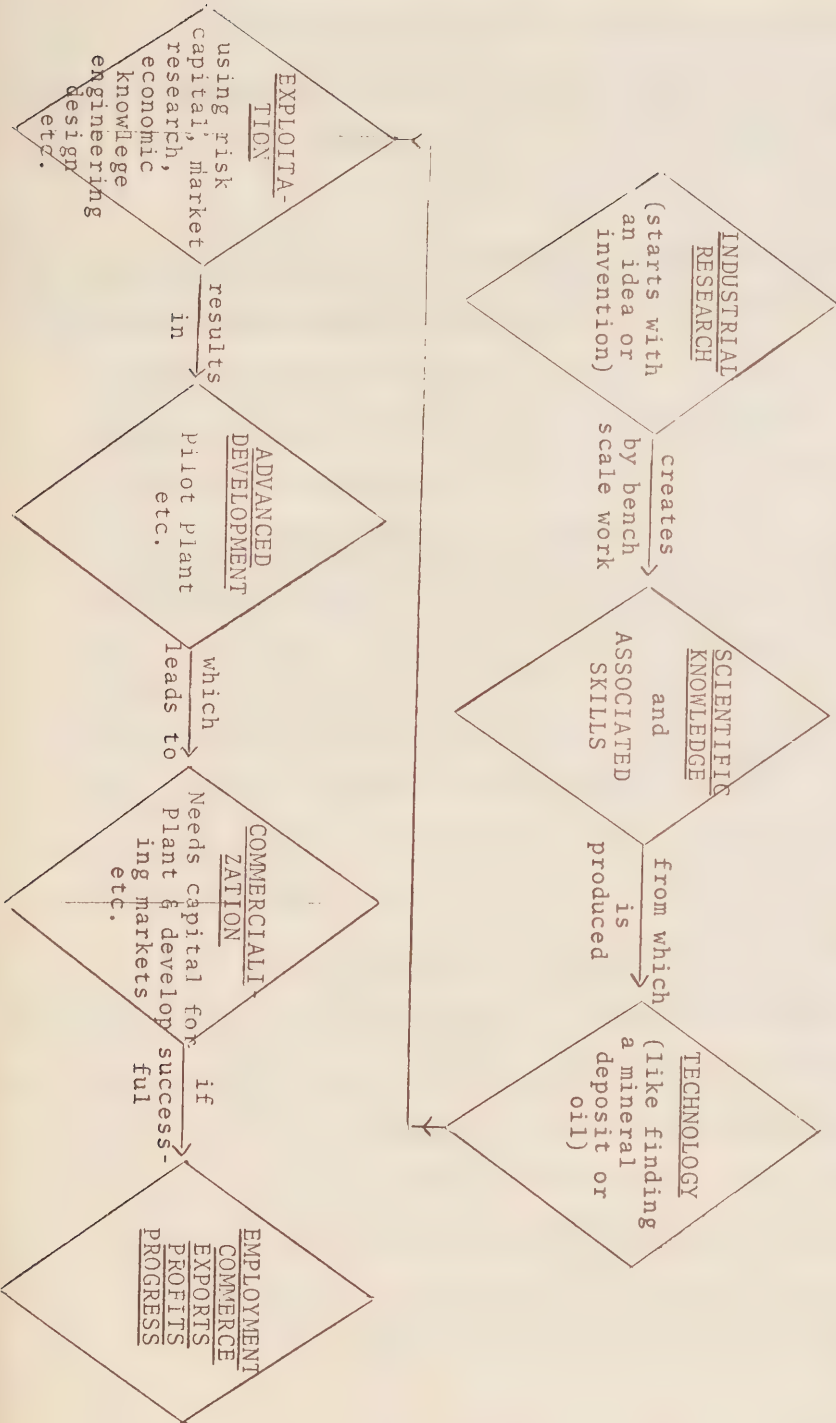 INDUSTRIAL
RESEARCH
(starts with
an idea or
invention)
creates
by bench
scale work
SCIENTIFIC
KNOWLEDGE
and
ASSOCIATED
SKILLS
from which
is
produced
TECHNOLOGY
(like finding
a mineral
deposit or
oil)
EXPLOITA-
TION
using risk
capital, market
research,
economic
knowlege
engineering
design
etc.
results
in
ADVANCED
DEVELOPMENT
Pilot Plant
etc.
which
leads to
COMMERCIALI-
ZATION
Needs capital for
Plant & develop
ing markets
etc.
if
success-
ful
EMPLOYMENT
COMMERCE
EXPORTS
PROFITS
PROGRESS